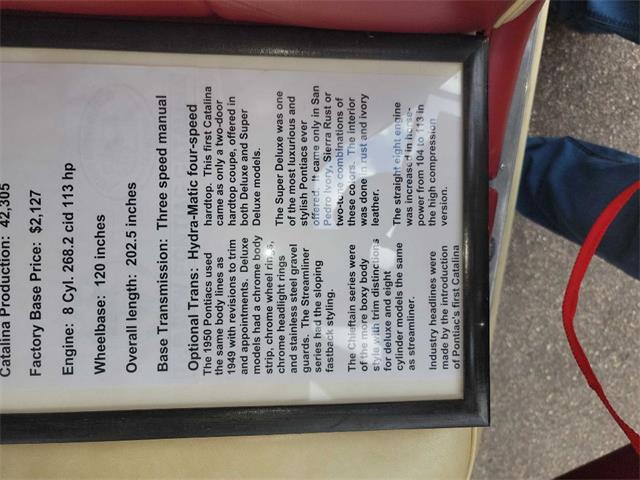 Catalina Production: 42,305
Factory Base Price: $2,127
Engine: 8 Cyl. 268.2 cid 113 hp
Wheelbase: 120 inches
Overall length: 202.5 inches
Base Transmission: Three speed manual
Optional Trans: Hydra-Matic four-speed
The 1950 Pontiacs used
the same body lines as
1949 with revisions to trim
and appointments. Deluxe
models had a chrome body
strip, chrome wheel rings,
chrome headlight rings
and stainless steel gravel
guards. The Streamliner
series had the sloping
fastback styling.
The Chieftain series were
of the more boxy body
style with trim distinctions
for deluxe and eight
cylinder models the same
as streamliner.
Industry headlines were
made by the introduction
of Pontiac's first Catalina
hardtop. This first Catalina
came as only a two-door
hardtop coupe, offered in
both Deluxe and Super
Deluxe models.
The Super Deluxe was one
of the most luxurious and
stylish Pontiacs ever
offered. It came only in San
Pedro Ivory, Sierra Rust or
two-tone combinations of
these colors. The interior
was done in rust and ivory
leather.
The straight eight engine
was increased in horse-
power from 104 to 113 in
the high compression
version.